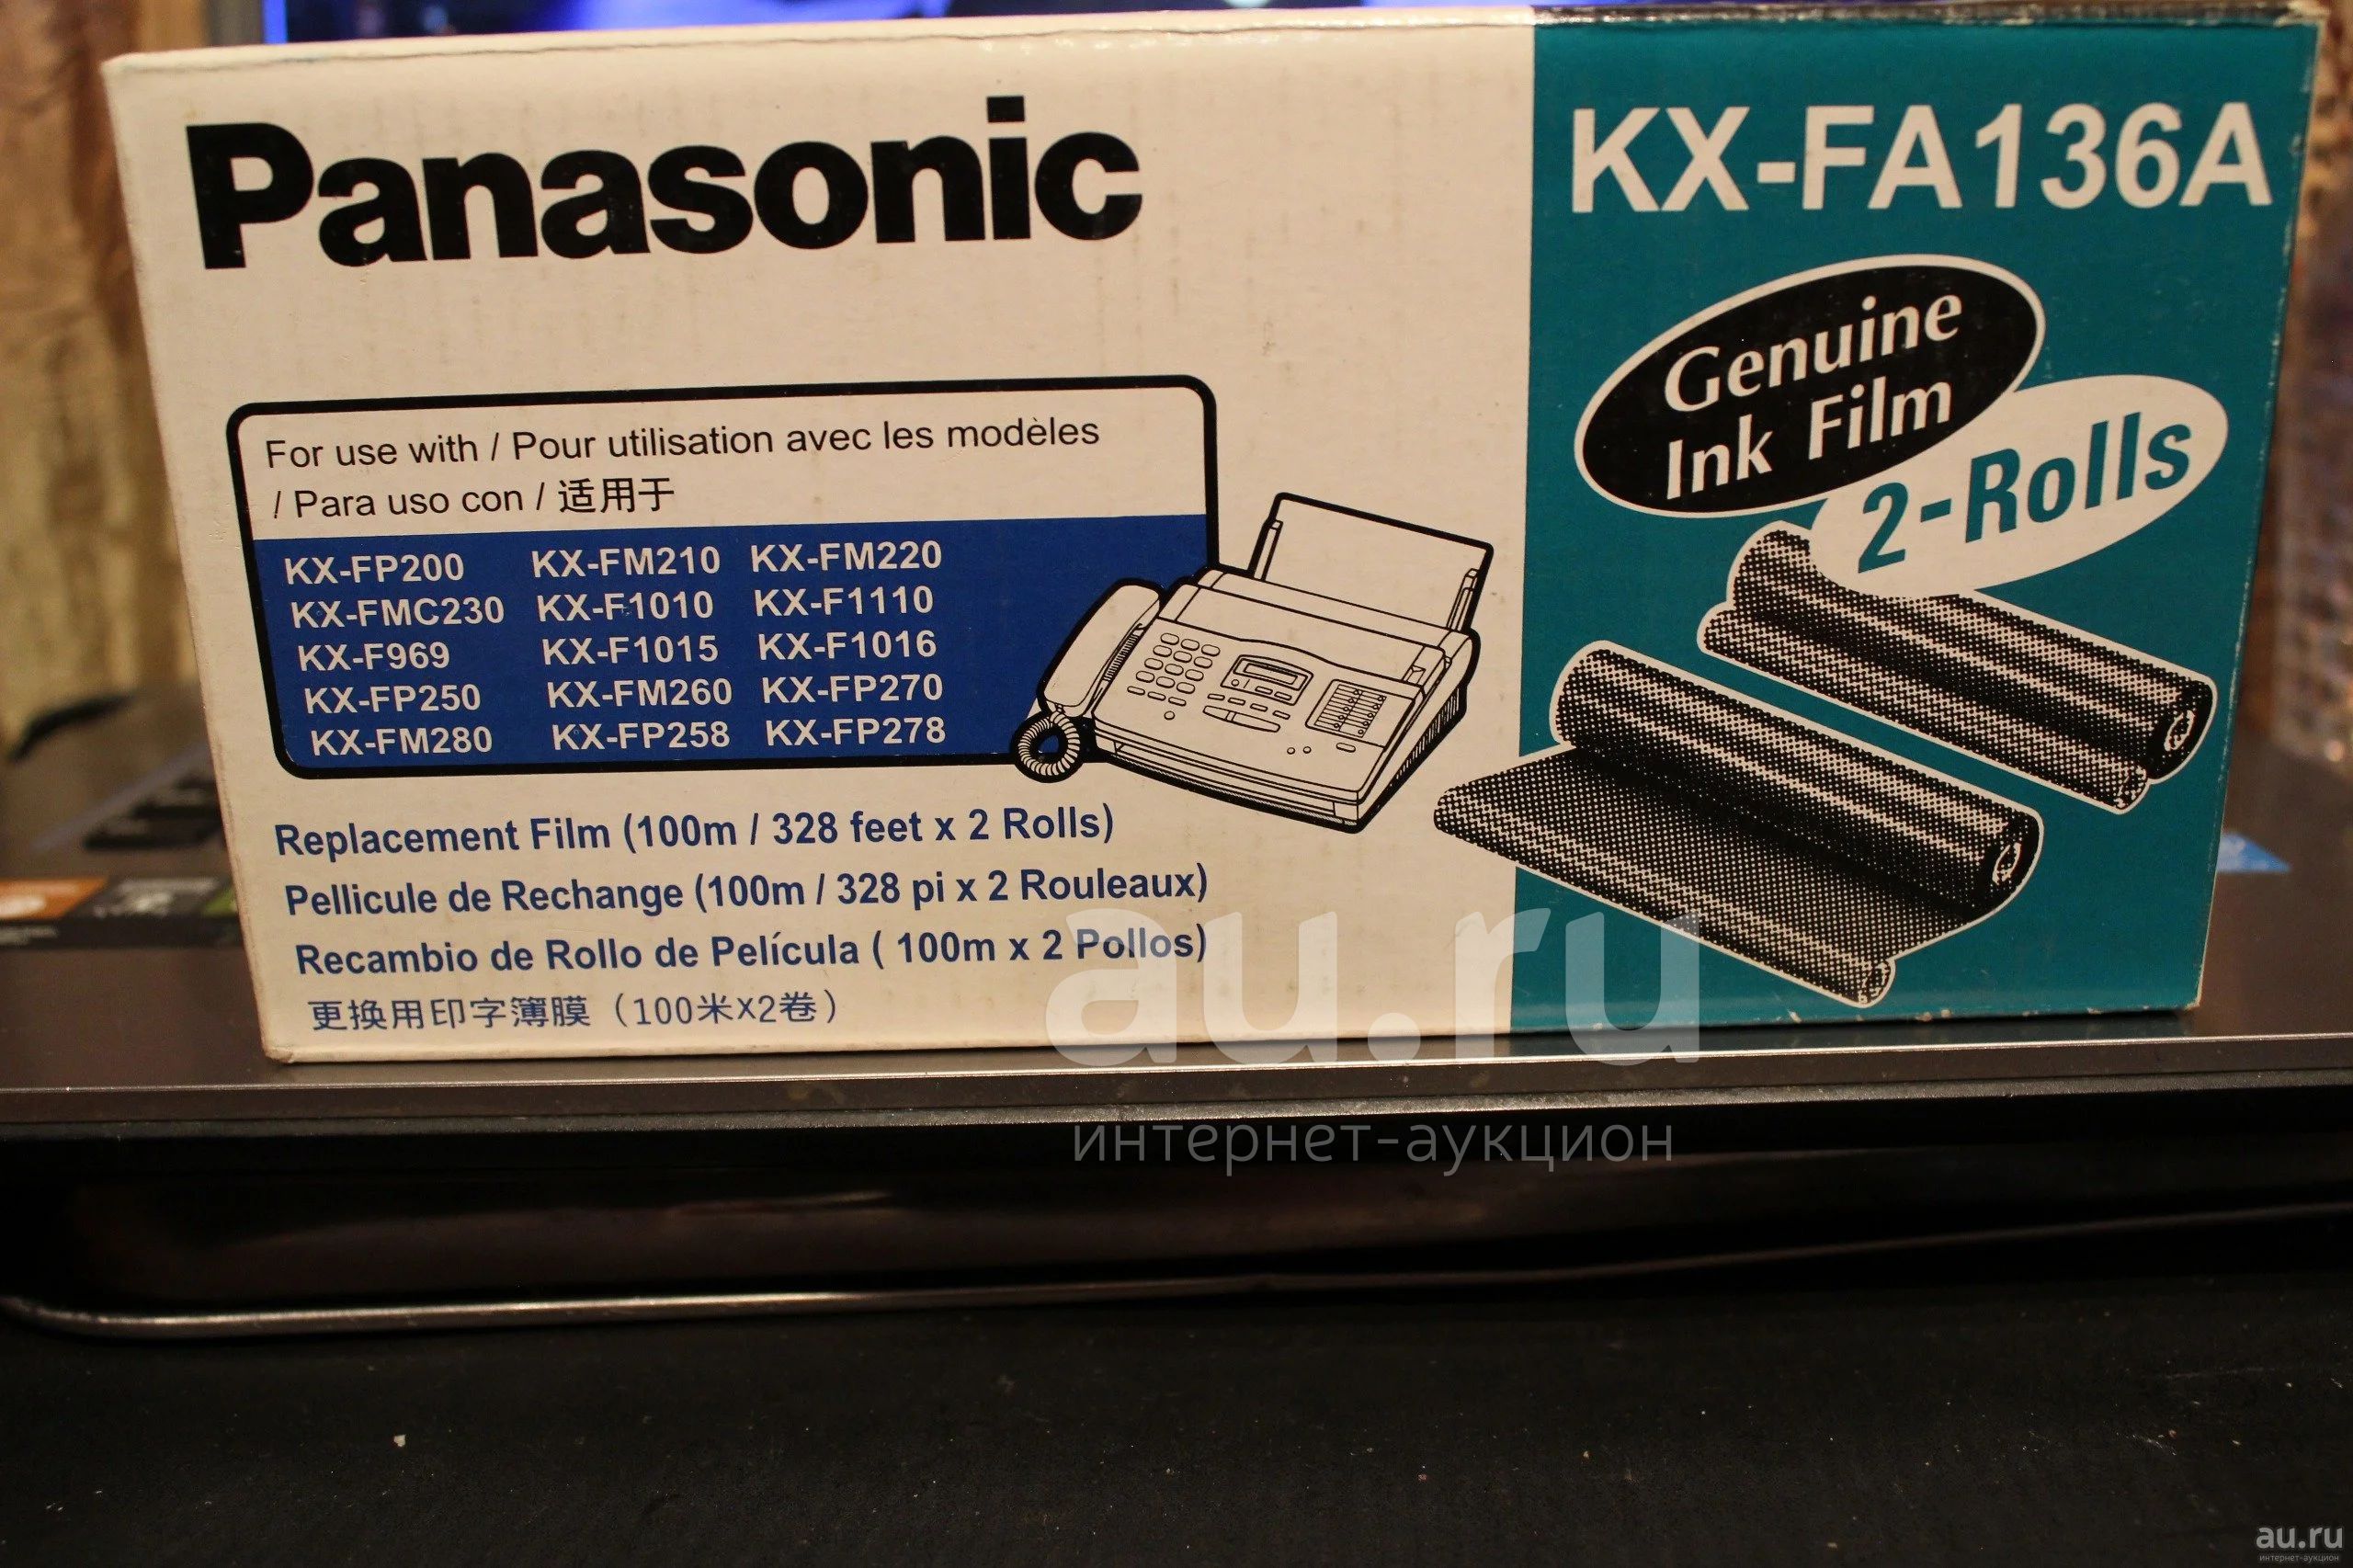 Panasonic
KX-FA136A
Genuine
Ink Film
2-Rolls
For use with / Pour utilisation avec les modèles
/ Para uso con / 适用于
KX-FP200 KX-FM210 KX-FM220
KX-FMC230 KX-F1010 KX-F1110
KX-F969 KX-F1015 KX-F1016
KX-FP250 KX-FM260 KX-FP270
KX-FM280 KX-FP258 KX-FP278
Replacement Film (100m / 328 feet x 2 Rolls)
Pellicule de Rechange (100m / 328 pi x 2 Rouleaux)
Recambio de Rollo de Película ( 100m x 2 Pollos)
更换用印字簿膜（100米X2卷）
au.ru
интернет-аукцион
au.ru
интернет-аукцион